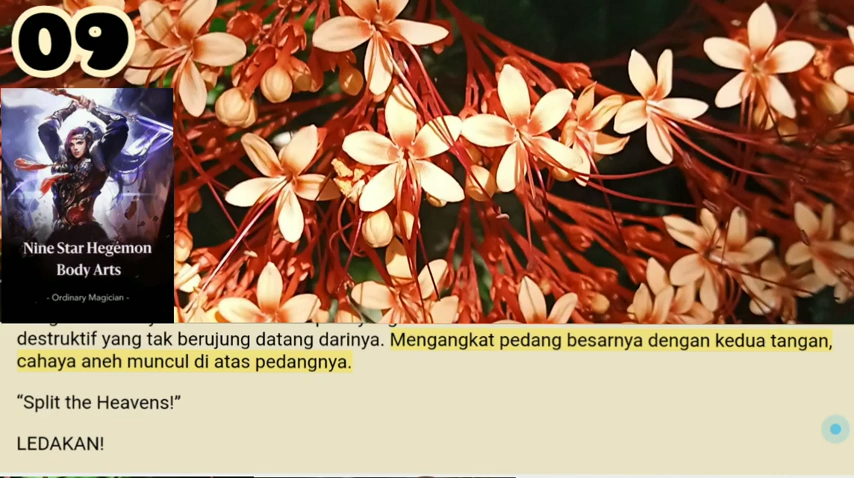 09
Nine Star Hegemon
Body Arts
- Ordinary Magician -
destruktif yang tak berujung datang darinya. Mengangkat pedang besarnya dengan kedua tangan,
cahaya aneh muncul di atas pedangnya.
“Split the Heavens!”
LEDAKAN!